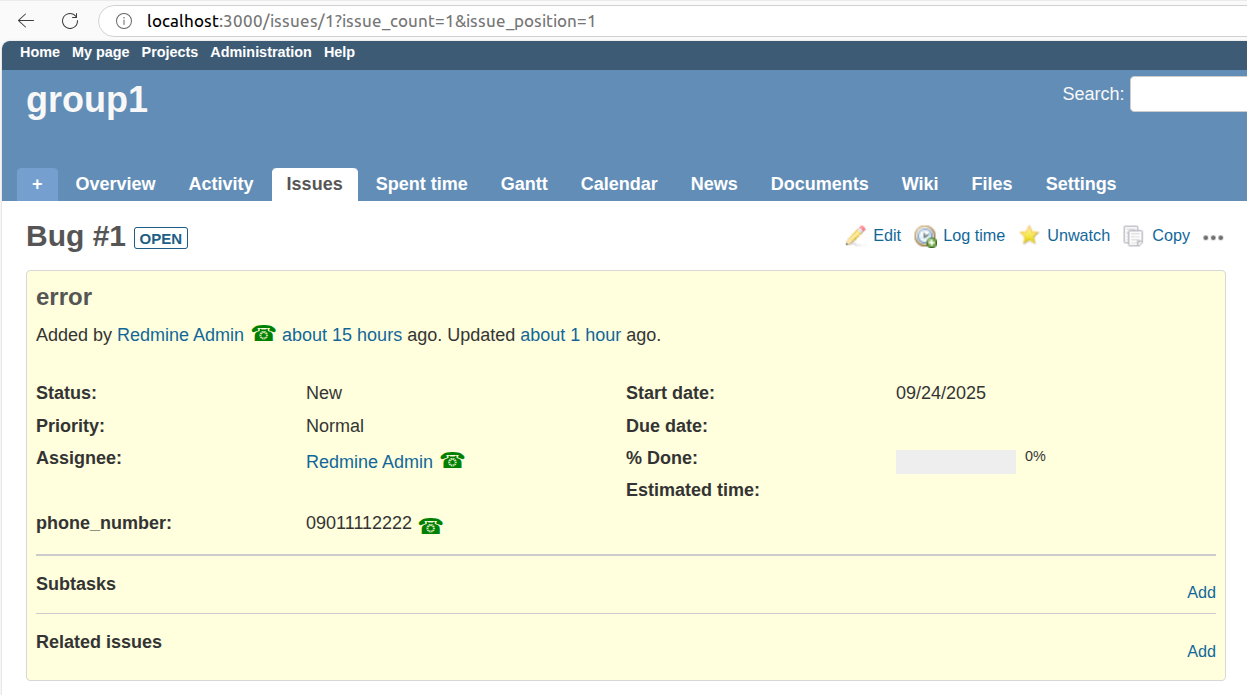 localhost:3000/issues/1?issue_count=1&issue_position=1
Home My page Projects Administration Help
group1
Search:
+ Overview Activity Issues Spent time Gantt Calendar News Documents Wiki Files Settings
Bug #1 OPEN
Edit Log time Unwatch Copy •••
error
Added by Redmine Admin ☎ about 15 hours ago. Updated about 1 hour ago.
Status: New Start date: 09/24/2025
Priority: Normal Due date:
Assignee: Redmine Admin ☎ % Done: 0%
Estimated time:
phone_number: 09011112222 ☎
Subtasks
Add
Related issues
Add